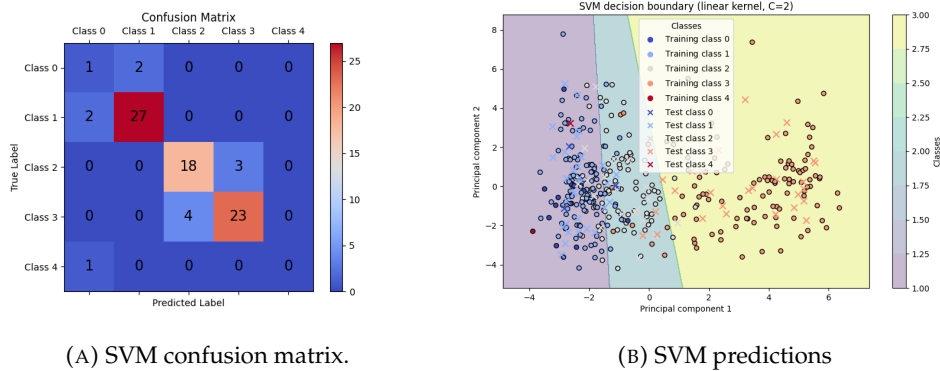 Confusion Matrix
Class 0 Class 1 Class 2 Class 3 Class 4
Class 0 1 2 0 0 0
Class 1 2 27 0 0 0
Class 2 0 0 18 3 0
Class 3 0 0 4 23 0
Class 4 1 0 0 0 0
True Label
Predicted Label
25
20
15
10
5
0
(A) SVM confusion matrix.
SVM decision boundary (linear kernel, C=2)
Classes
Training class 0
Training class 1
Training class 2
Training class 3
Training class 4
Test class 0
Test class 1
Test class 2
Test class 3
Test class 4
Principal component 2
8
6
4
2
0
−2
−4
−4 −2 0 2 4 6
Principal component 1
3.00
2.75
2.50
2.25
2.00
1.75
1.50
1.25
1.00
Classes
(B) SVM predictions